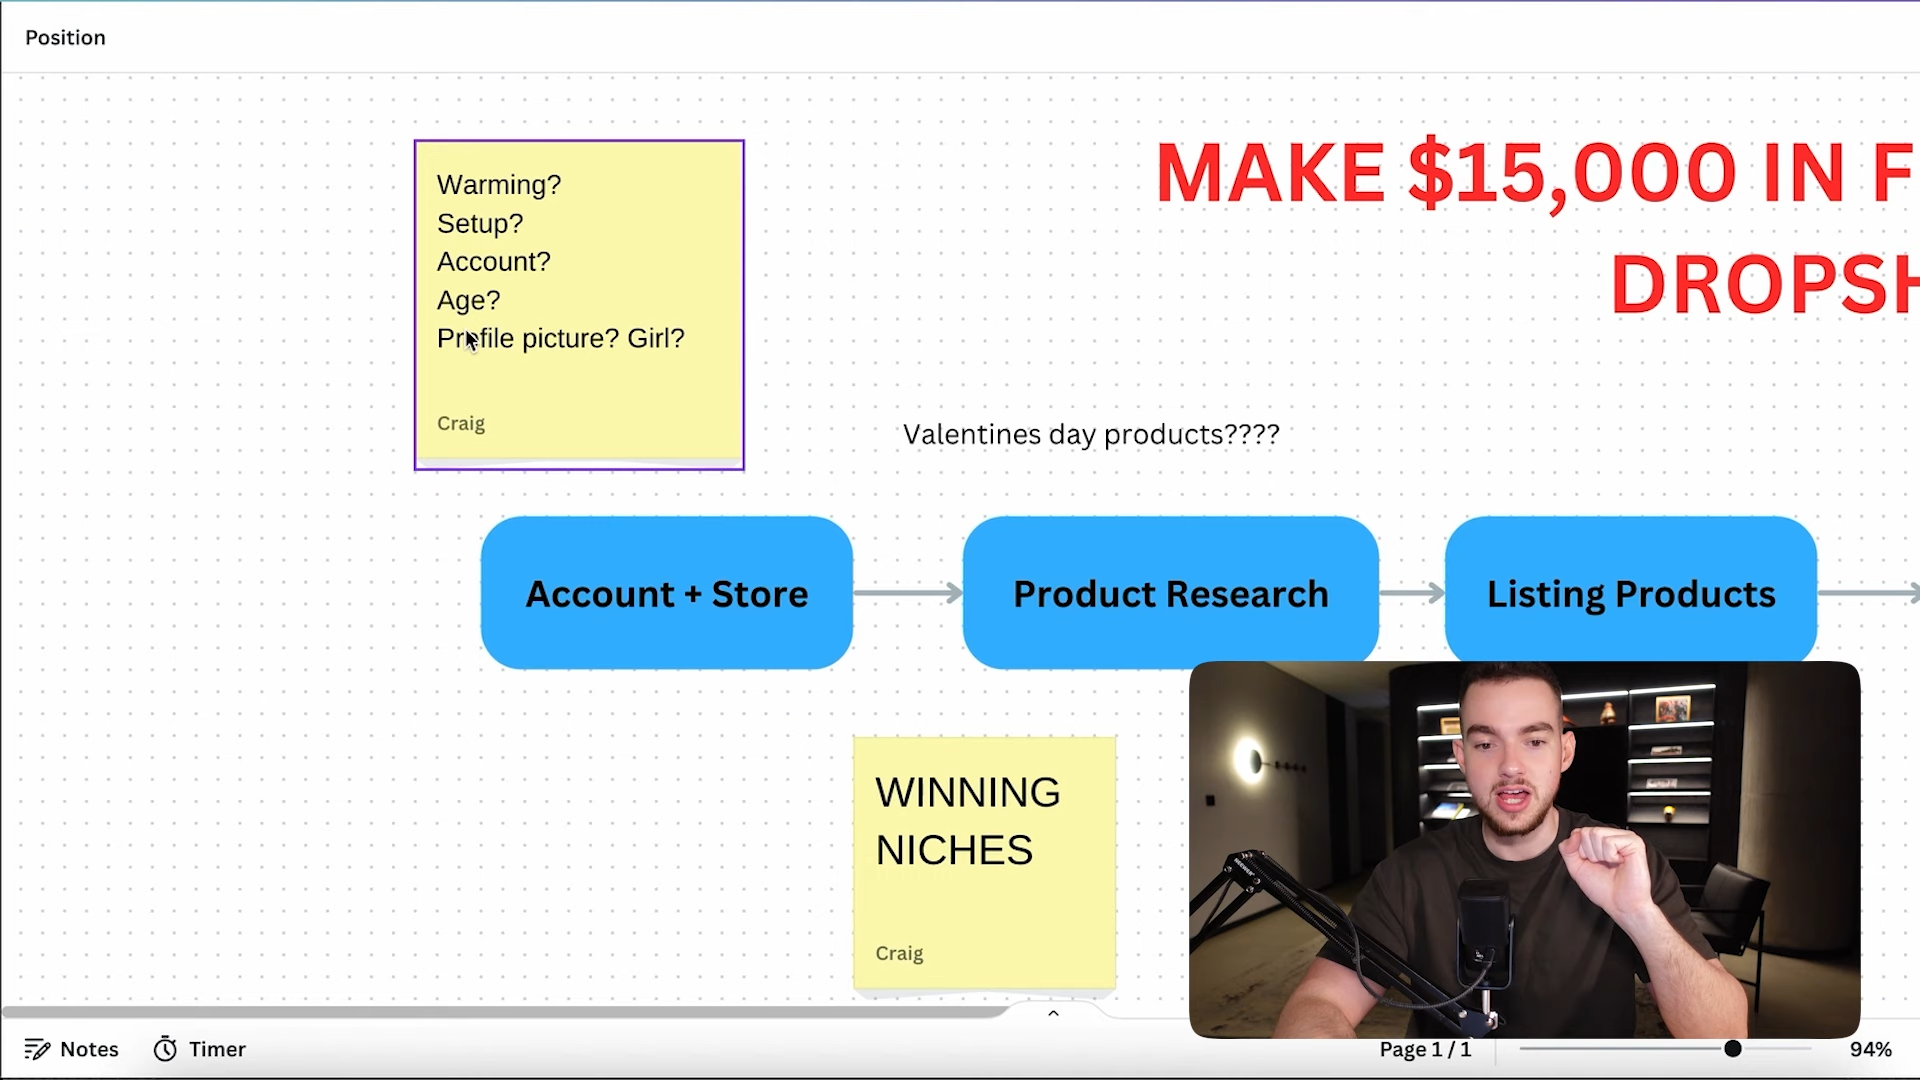 Position
Warming?
Setup?
Account?
Age?
Profile picture? Girl?
Craig
MAKE $15,000 IN F
DROPSH
Valentines day products????
Account + Store
Product Research
Listing Products
WINNING
NICHES
Craig
Notes
Timer
Page 1 / 1
94%